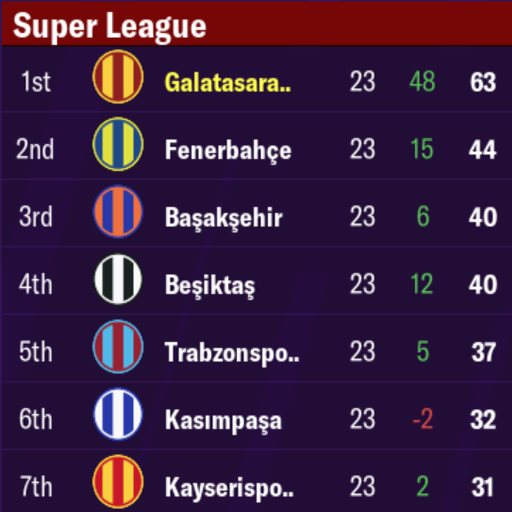 Super League
1st Galatasara.. 23 48 63
2nd Fenerbahçe 23 15 44
3rd Başakşehir 23 6 40
4th Beşiktaş 23 12 40
5th Trabzonspo.. 23 5 37
6th Kasımpaşa 23 -2 32
7th Kayserispo.. 23 2 31